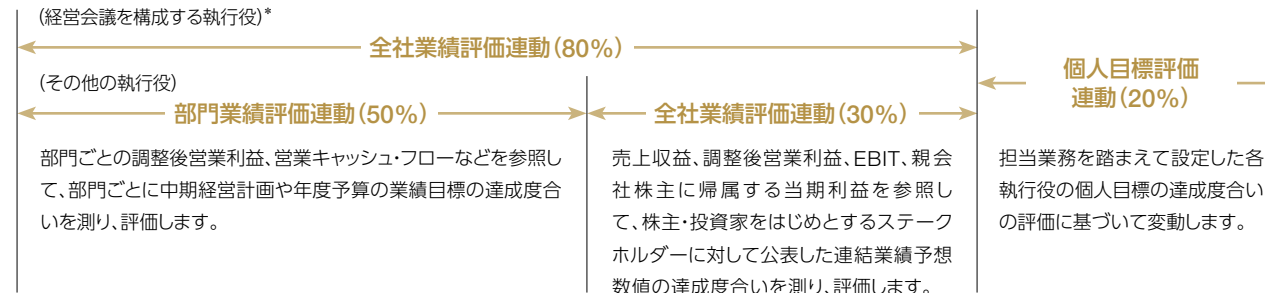 (経営会議を構成する執行役)*
全社業績評価連動(80%)
(その他の執行役)
部門業績評価連動(50%)
全社業績評価連動(30%)
個人目標評価
連動(20%)
部門ごとの調整後営業利益、営業キャッシュ・フローなどを参照し
て、部門ごとに中期経営計画や年度予算の業績目標の達成度合
いを測り、評価します。
売上収益、調整後営業利益、EBIT、親会
社株主に帰属する当期利益を参照し
て、株主・投資家をはじめとするステーク
ホルダーに対して公表した連結業績予想
数値の達成度合いを測り、評価します。
担当業務を踏まえて設定した各
執行役の個人目標の達成度合い
の評価に基づいて変動します。